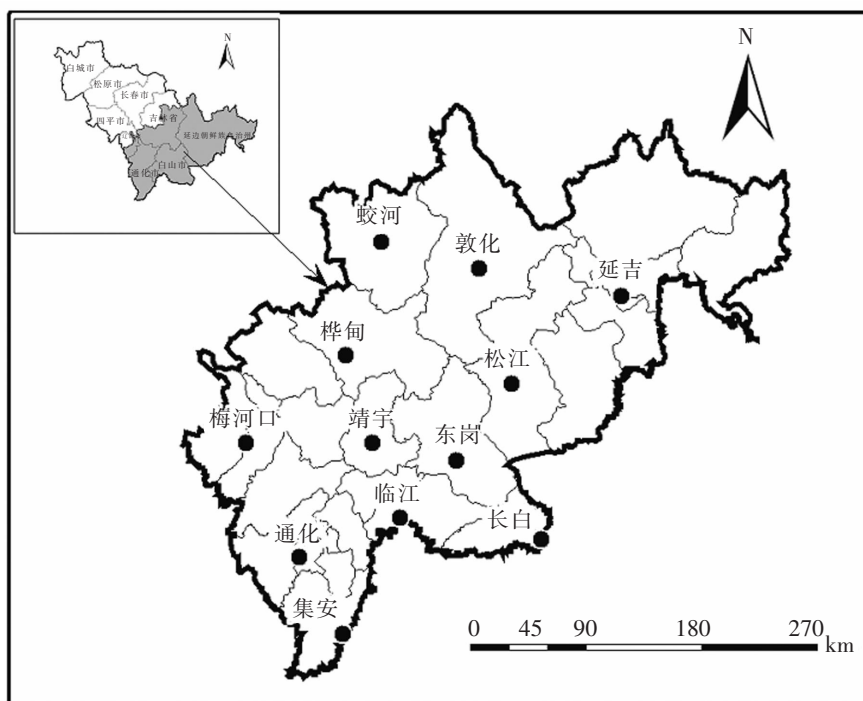 N
白城市
松原市
长春市
四平市
吉林省
延边朝鲜族自治州
白山市
通化市
N
蛟河
敦化
延吉
桦甸
松江
梅河口
靖宇
东岗
临江
长白
通化
集安
0 45 90 180 270
km